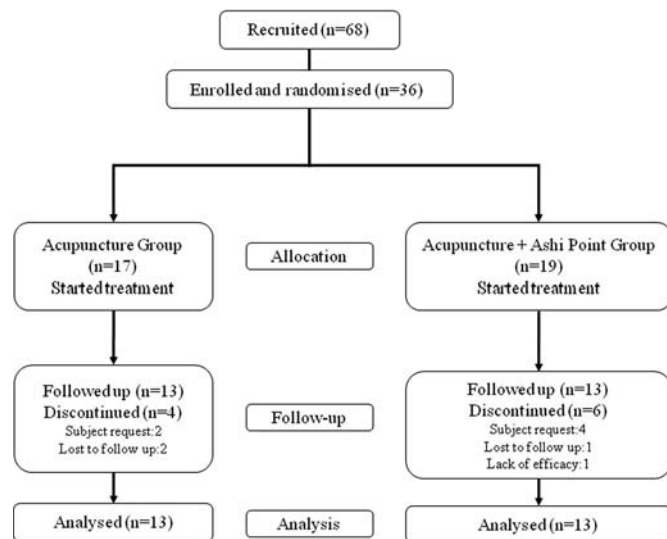 Recruited (n=68)
Enrolled and randomised (n=36)
Acupuncture Group
(n=17)
Started treatment
Allocation
Acupuncture + Ashi Point Group
(n=19)
Started treatment
Followed up (n=13)
Discontinued (n=4)
Subject request:2
Lost to follow up:2
Follow-up
Followed up (n=13)
Discontinued (n=6)
Subject request:4
Lost to follow up:1
Lack of efficacy:1
Analysed (n=13)
Analysis
Analysed (n=13)